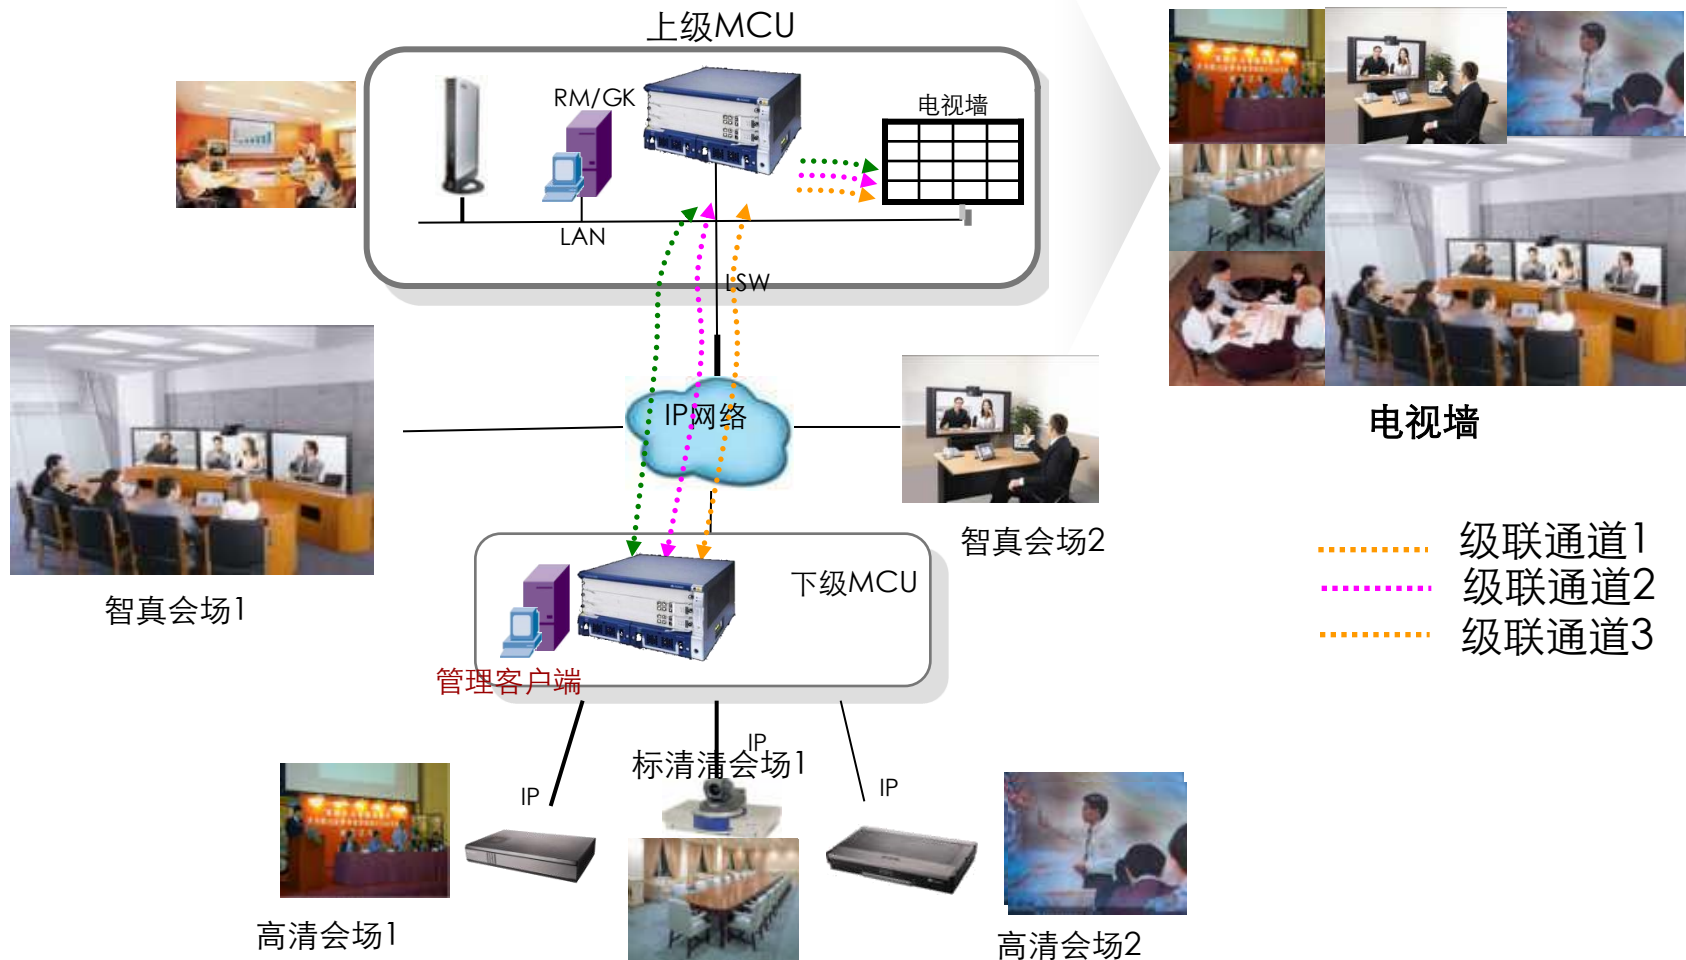 上级MCU
RM/GK
电视墙
LAN
LSW
IP网络
电视墙
智真会场2
级联通道1
级联通道2
级联通道3
智真会场1
下级MCU
管理客户端
IP
标清清会场1
IP
IP
高清会场1
高清会场2